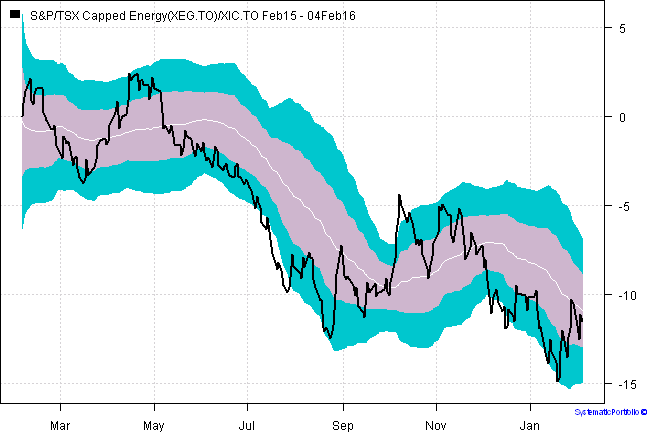 S&P/TSX Capped Energy(XEG.TO)/XIC.TO Feb15 - 04Feb16
5
0
-5
-10
-15
Mar May Jul Sep Nov Jan
SystematicPortfolio ©